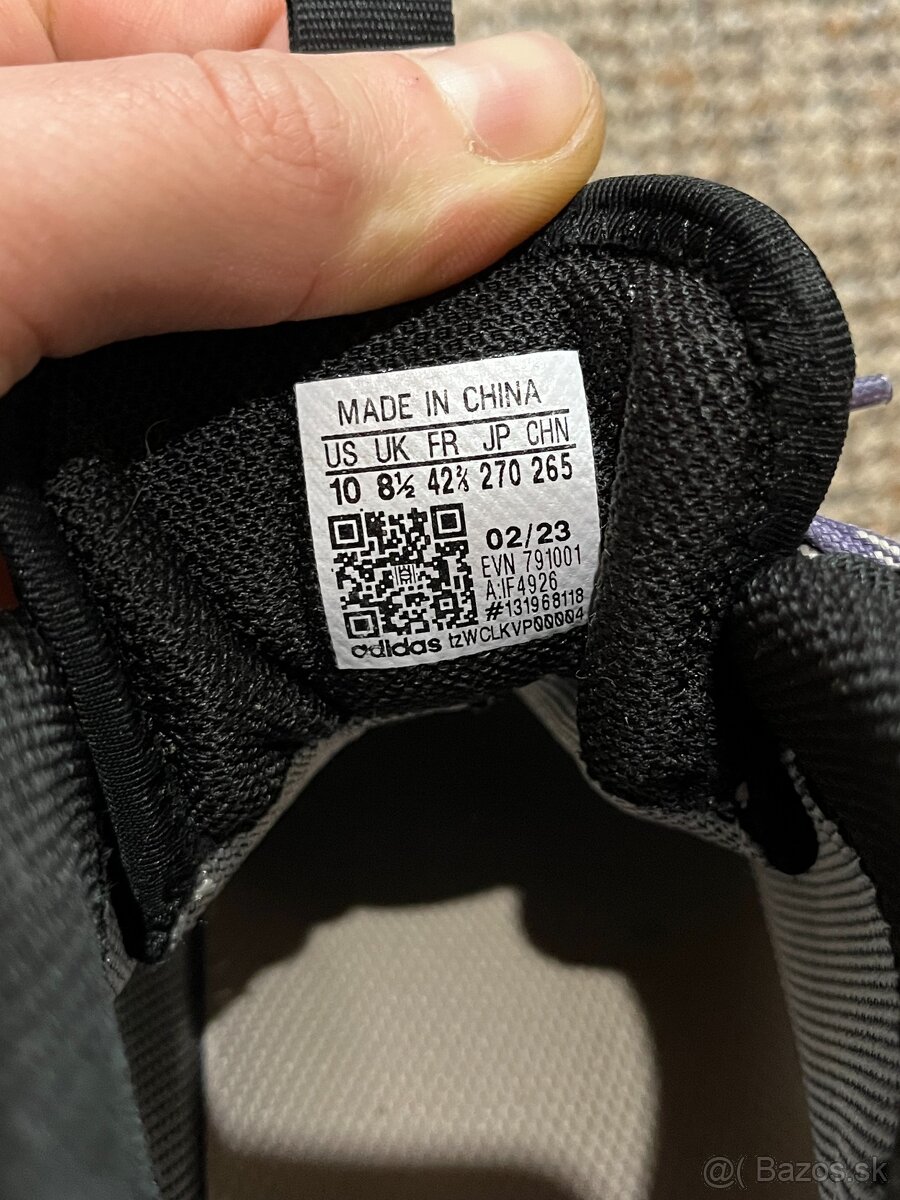 MADE IN CHINA
US UK FR JP CHN
10 8½ 42⅔ 270 265
02/23
EVN 791001
A:IF4926
#131968118
adidas tzWCLKVP00004
@( Bazos.sk